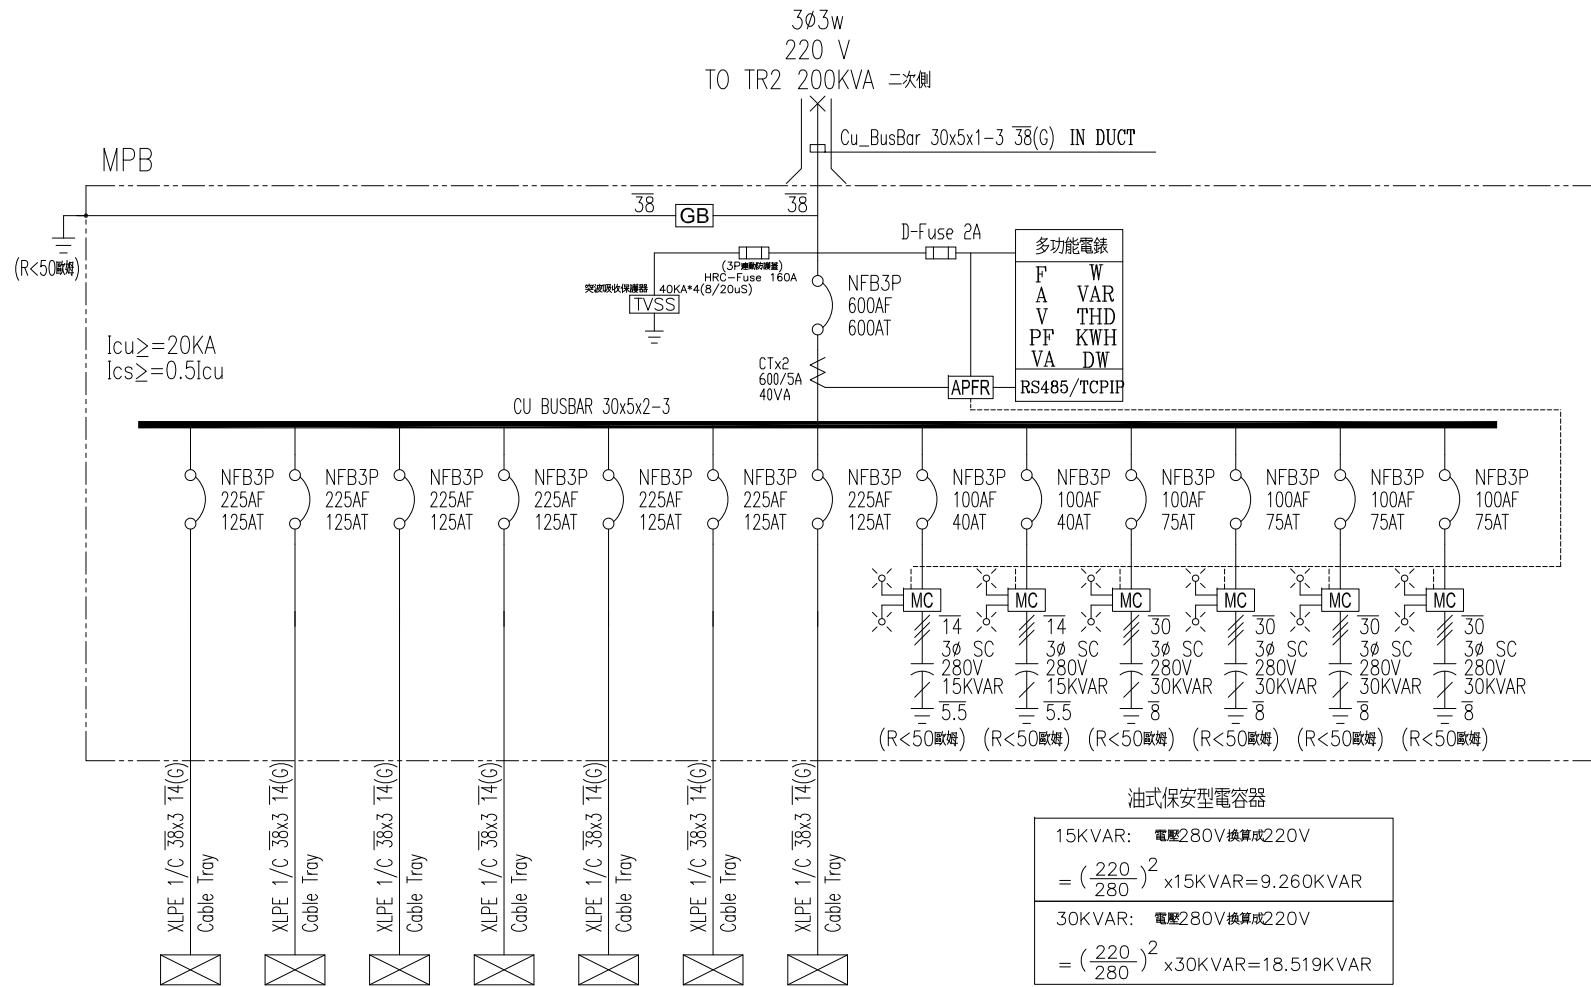 3ø3w
220 V
TO TR2 200KVA 二次側
Cu_BusBar 30x5x1-3 38(G) IN DUCT
MPB
38
GB
38
(R<50歐姆)
D-Fuse 2A
(3P連動防護蓋)
HRC-Fuse 160A
突波吸收保護器 40KA*4(8/20uS)
TVSS
NFB3P
600AF
600AT
多功能電錶
F W
A VAR
V THD
PF KWH
VA DW
RS485/TCPIP
Icu>=20KA
Ics>=0.5Icu
CTx2
600/5A
40VA
APFR
CU BUSBAR 30x5x2-3
NFB3P
225AF
125AT
NFB3P
225AF
125AT
NFB3P
225AF
125AT
NFB3P
225AF
125AT
NFB3P
225AF
125AT
NFB3P
225AF
125AT
NFB3P
225AF
125AT
NFB3P
100AF
40AT
NFB3P
100AF
40AT
NFB3P
100AF
75AT
NFB3P
100AF
75AT
NFB3P
100AF
75AT
NFB3P
100AF
75AT
MC
14
3ø SC
280V
15KVAR
5.5
(R<50歐姆)
MC
14
3ø SC
280V
15KVAR
5.5
(R<50歐姆)
MC
30
3ø SC
280V
30KVAR
8
(R<50歐姆)
MC
30
3ø SC
280V
30KVAR
8
(R<50歐姆)
MC
30
3ø SC
280V
30KVAR
8
(R<50歐姆)
MC
30
3ø SC
280V
30KVAR
8
(R<50歐姆)
XLPE 1/C 38x3 14(G)
Cable Tray
XLPE 1/C 38x3 14(G)
Cable Tray
XLPE 1/C 38x3 14(G)
Cable Tray
XLPE 1/C 38x3 14(G)
Cable Tray
XLPE 1/C 38x3 14(G)
Cable Tray
XLPE 1/C 38x3 14(G)
Cable Tray
XLPE 1/C 38x3 14(G)
Cable Tray
油式保安型電容器
15KVAR: 電壓280V換算成220V
= (220/280)² x15KVAR=9.260KVAR
30KVAR: 電壓280V換算成220V
= (220/280)² x30KVAR=18.519KVAR